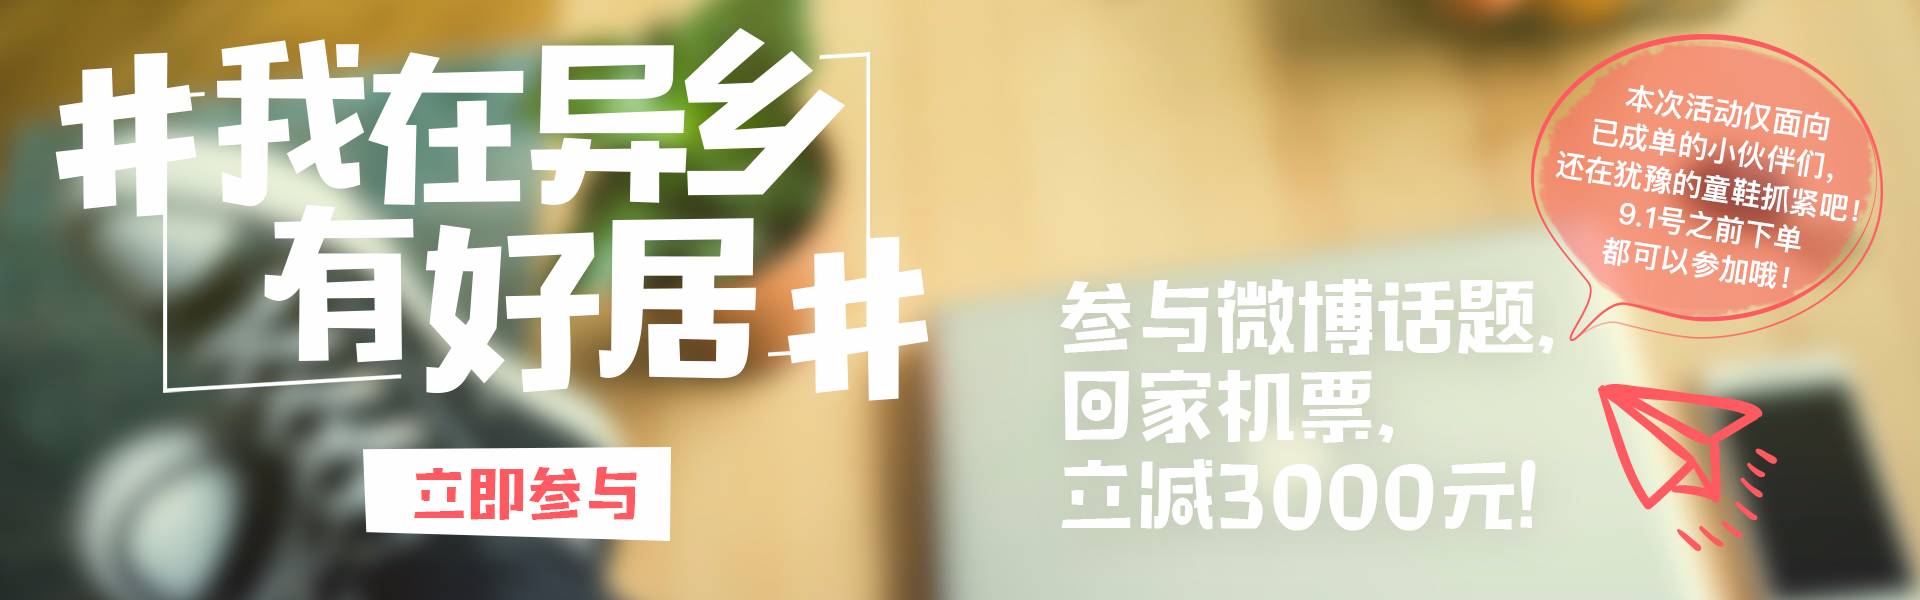 #我在异乡
有好居#
立即参与
参与微博话题,
回家机票,
立减3000元!
本次活动仅面向
已成单的小伙伴们,
还在犹豫的童鞋抓紧吧!
9.1号之前下单
都可以参加哦!